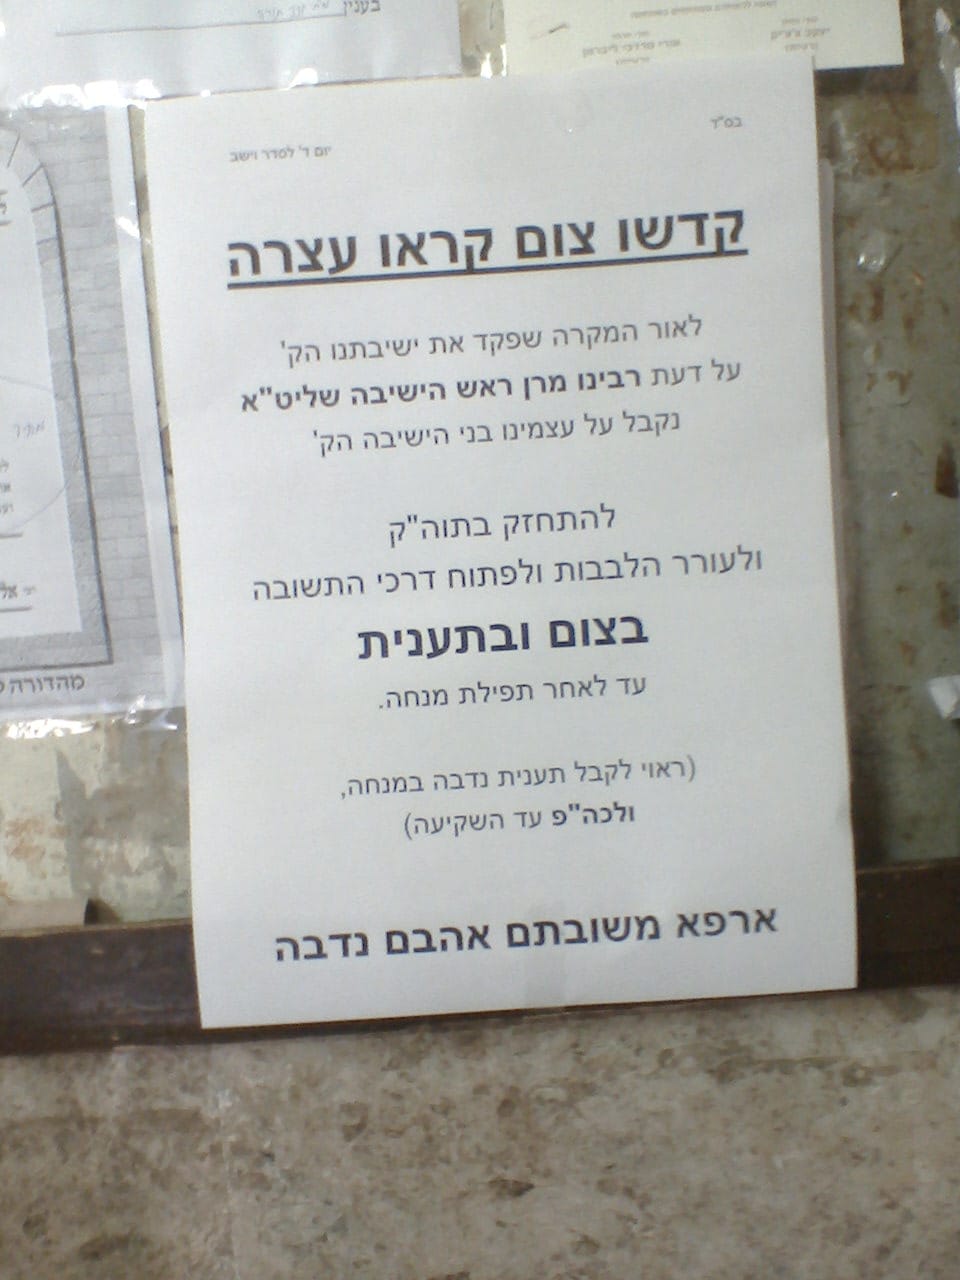 בענין
בס"ד
יום ד' לסדר וישב
קדשו צום קראו עצרה
לאור המקרה שפקד את ישיבתנו הק'
על דעת רבינו מרן ראש הישיבה שליט"א
נקבל על עצמינו בני הישיבה הק'
להתחזק בתוה"ק
ולעורר הלבבות ולפתוח דרכי התשובה
בצום ובתענית
עד לאחר תפילת מנחה.
(ראוי לקבל תענית נדבה במנחה,
ולכה"פ עד השקיעה)
ארפא משובתם אהבם נדבה
מהדורה